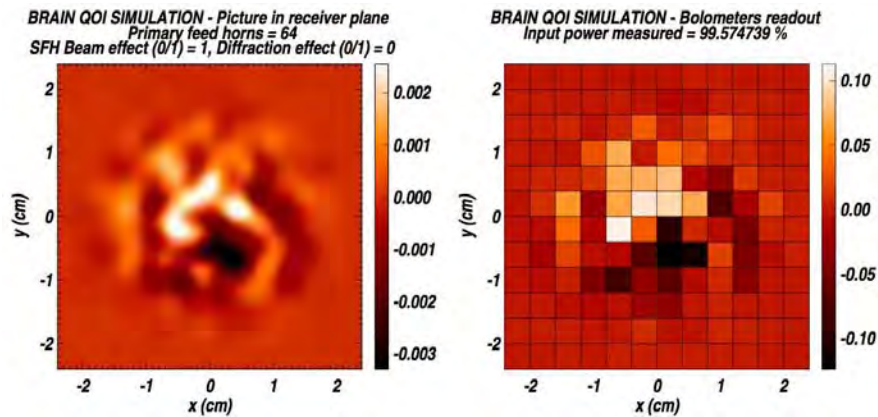 BRAIN QOI SIMULATION - Picture in receiver plane
Primary feed horns = 64
SFH Beam effect (0/1) = 1, Diffraction effect (0/1) = 0
2
1
0
-1
-2
y (cm)
-2 -1 0 1 2
x (cm)
0.002
0.002
0.000
-0.001
-0.002
-0.003
BRAIN QOI SIMULATION - Bolometers readout
Input power measured = 99.574739 %
2
1
0
-1
-2
y (cm)
-2 -1 0 1 2
x (cm)
0.10
0.05
0.00
-0.05
-0.10